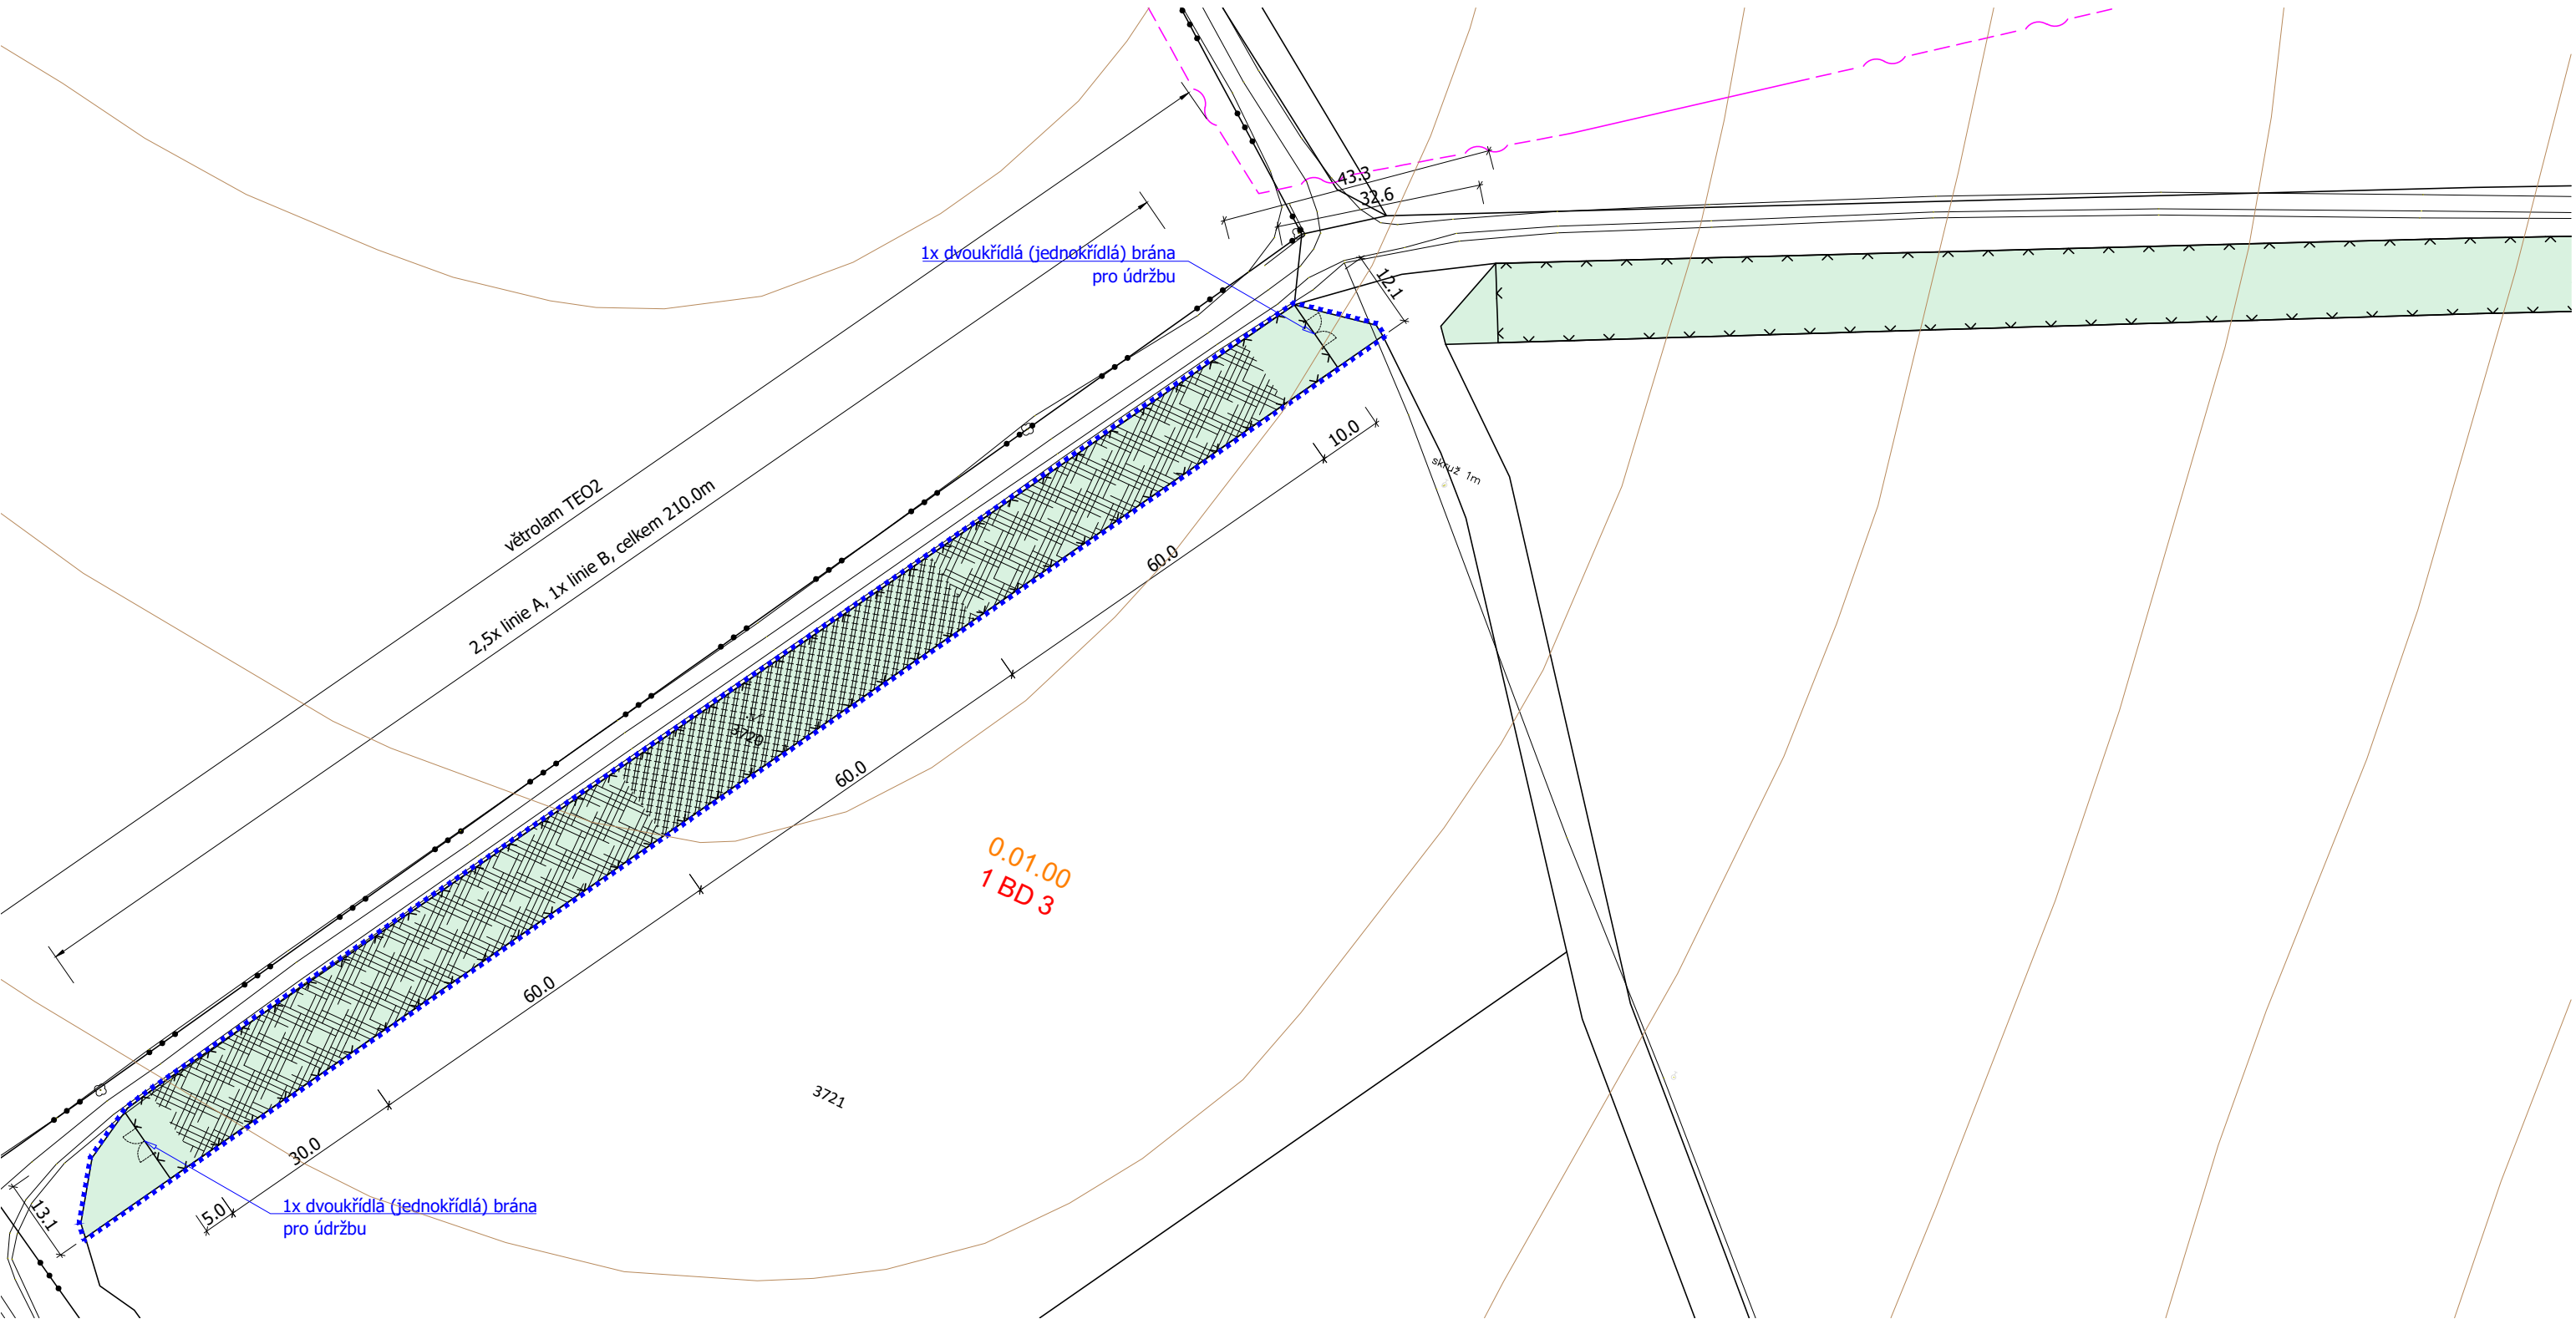 43.3
32.6
1x dvoukřídlá (jednokřídlá) brána
pro údržbu
12.1
větrolam TEO2
2,5x linie A, 1x linie B, celkem 210.0m
10.0
skruž 1m
60.0
3720
60.0
0.01.00
1 BD 3
60.0
3721
30.0
5.0
1x dvoukřídlá (jednokřídlá) brána
pro údržbu
13.1